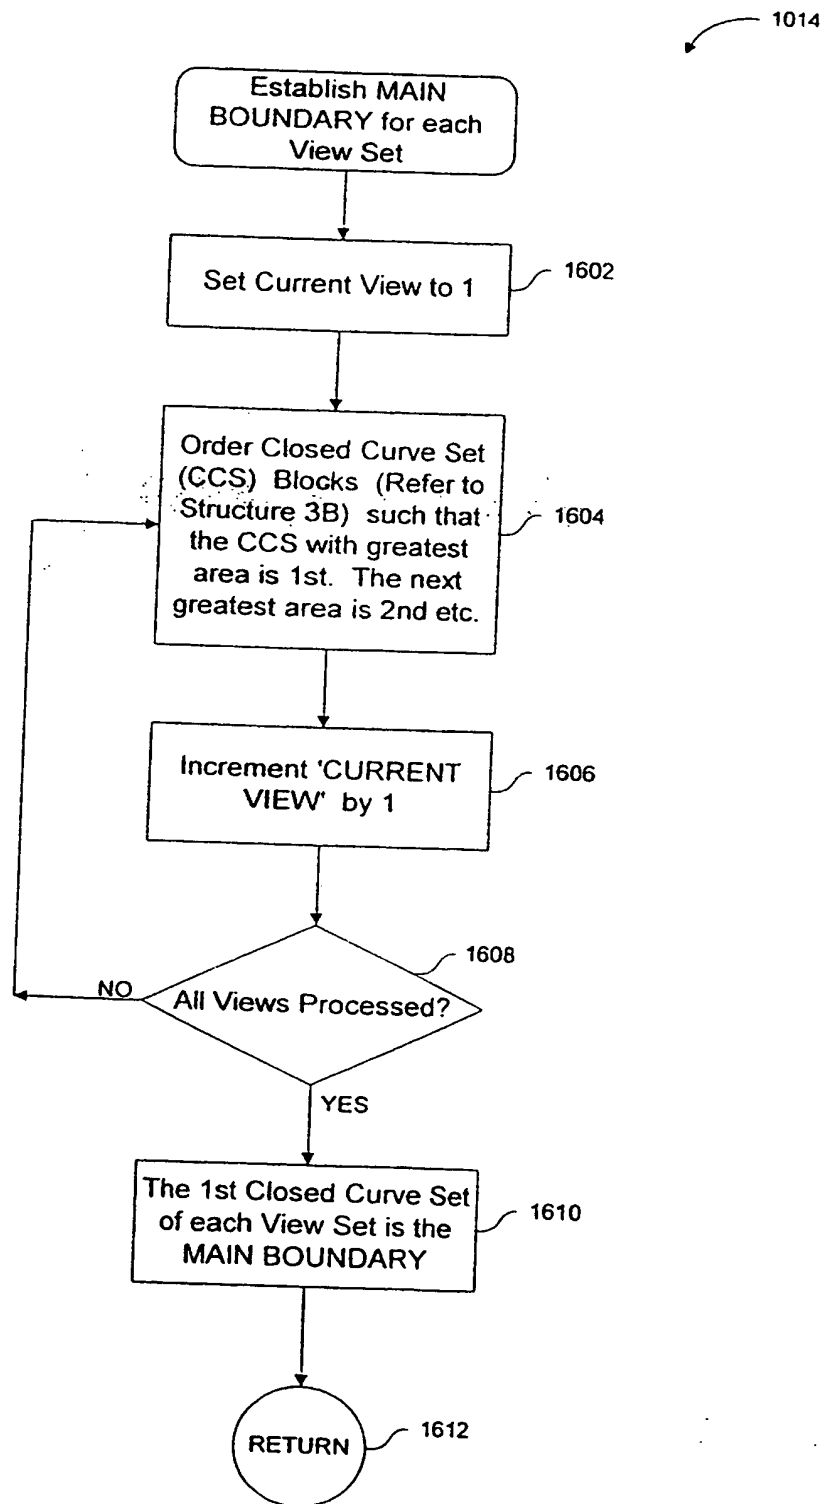 1014
Establish MAIN
BOUNDARY for each
View Set
Set Current View to 1
1602
Order Closed Curve Set
(CCS) Blocks (Refer to
Structure 3B) such that
the CCS with greatest
area is 1st. The next
greatest area is 2nd etc.
1604
Increment 'CURRENT
VIEW' by 1
1606
1608
All Views Processed?
NO
YES
The 1st Closed Curve Set
of each View Set is the
MAIN BOUNDARY
1610
RETURN
1612